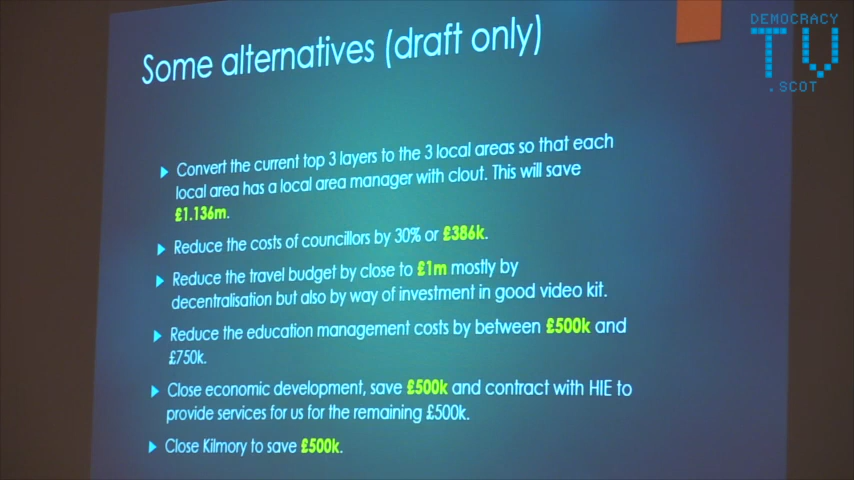 DEMOCRACY
TV
.SCOT
Some alternatives (draft only)
Convert the current top 3 layers to the 3 local areas so that each
local area has a local area manager with clout. This will save
£1.136m.
Reduce the costs of councillors by 30% or £386k.
Reduce the travel budget by close to £1m mostly by
decentralisation but also by way of investment in good video kit.
Reduce the education management costs by between £500k and
£750k.
Close economic development, save £500k and contract with HIE to
provide services for us for the remaining £500k.
Close Kilmory to save £500k.